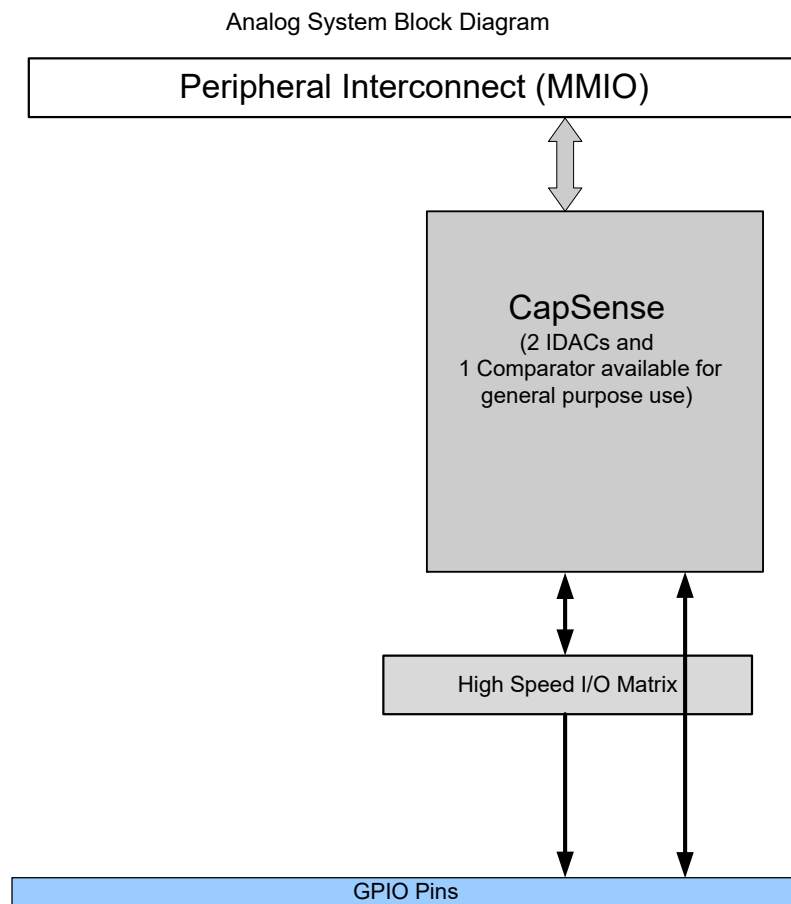 Analog System Block Diagram
Peripheral Interconnect (MMIO)
CapSense
(2 IDACs and
1 Comparator available for
general purpose use)
High Speed I/O Matrix
GPIO Pins